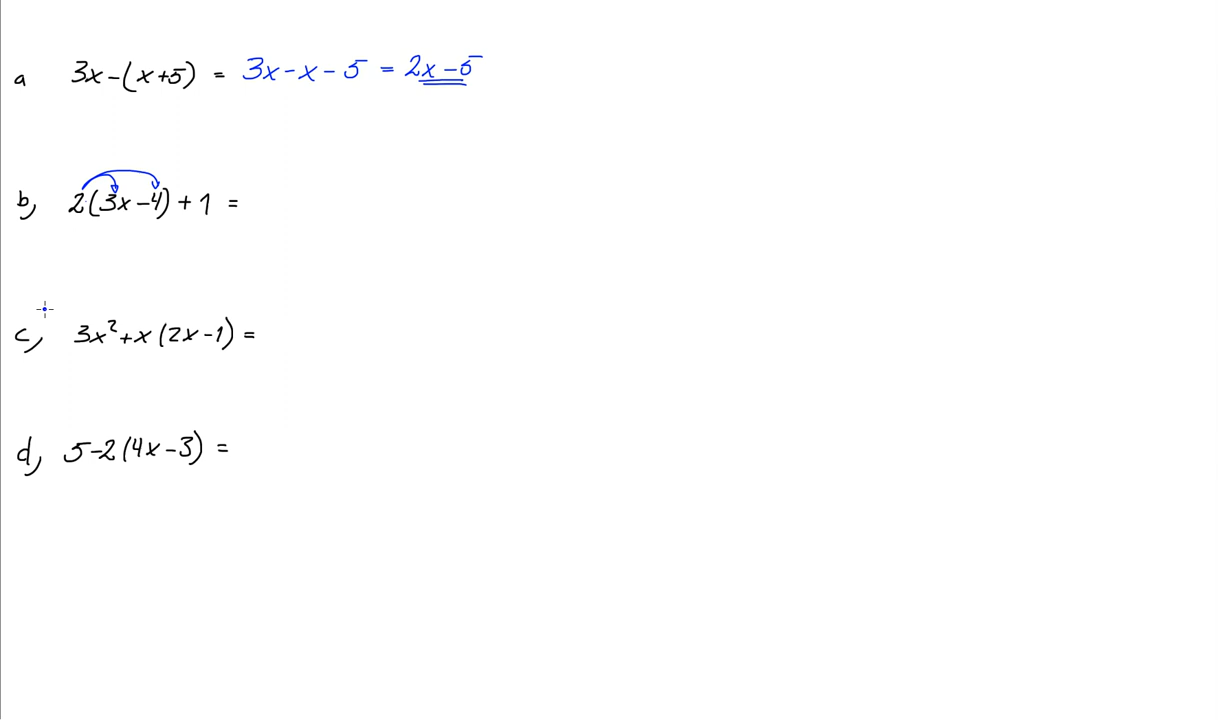 a 3x-(x+5) = 3x-x-5 = 2x-5
b) 2(3x-4)+1 =
c) 3x²+x(2x-1) =
d) 5-2(4x-3) =